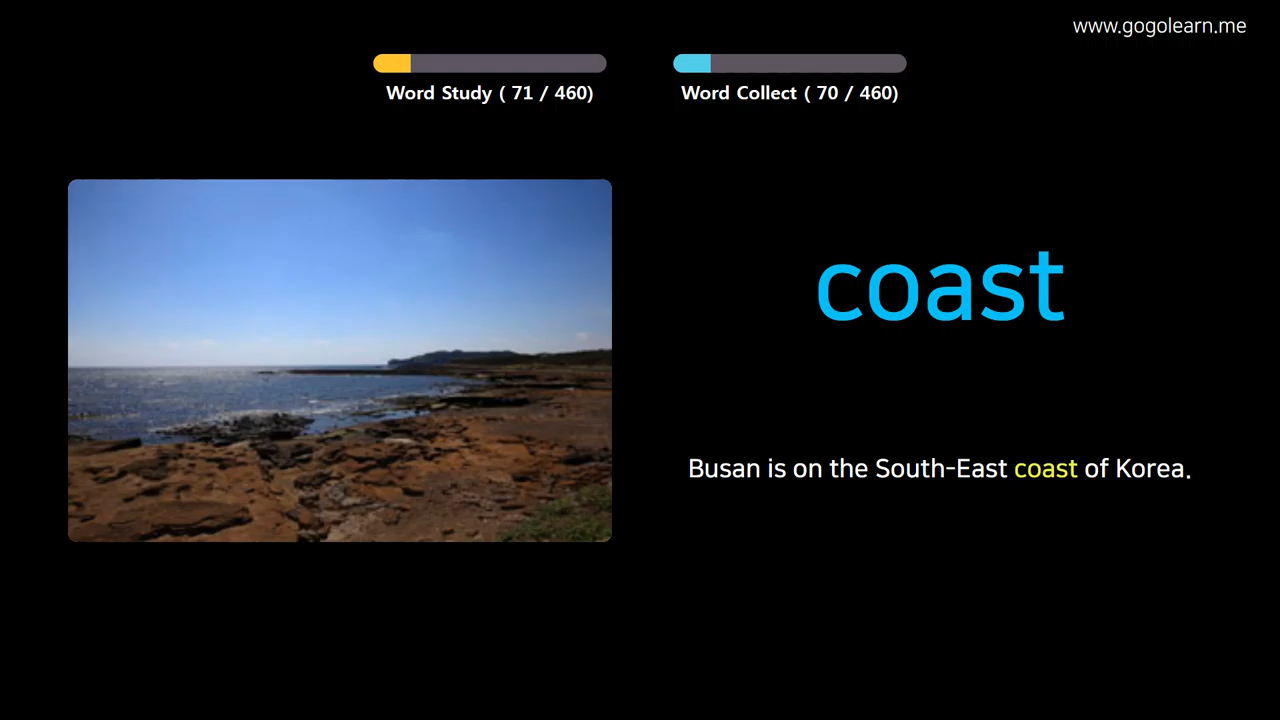 www.gogolearn.me
Word Study ( 71 / 460)
Word Collect ( 70 / 460)
coast
Busan is on the South-East coast of Korea.